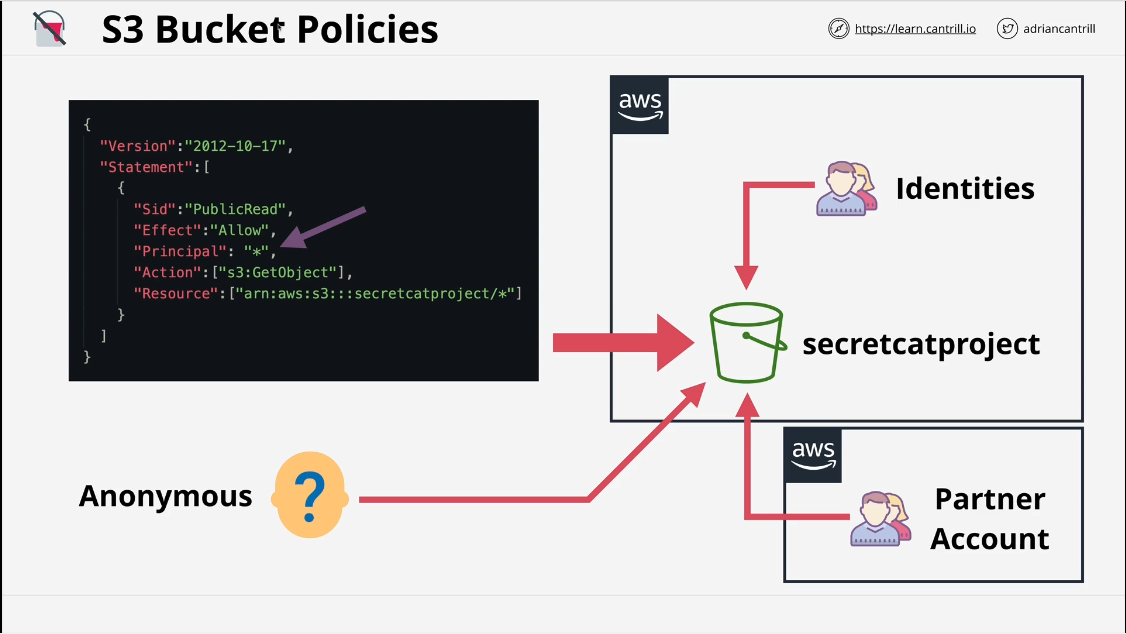 S3 Bucket Policies
https://learn.cantrill.io
adriancantrill
{
"Version":"2012-10-17",
"Statement":[
{
"Sid":"PublicRead",
"Effect":"Allow",
"Principal": "*",
"Action":["s3:GetObject"],
"Resource":["arn:aws:s3:::secretcatproject/*"]
}
]
}
aws
Identities
secretcatproject
Anonymous
?
aws
Partner
Account